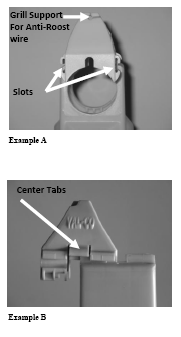 Grill Support
For Anti-Roost
wire
Slots
Example A
Center Tabs
Example B